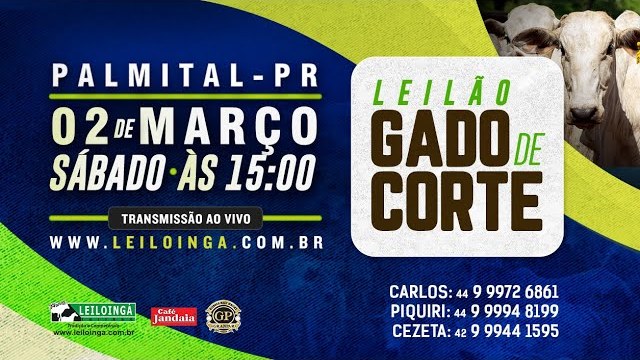 PALMITAL-PR
02 DE MARÇO
SÁBADO • ÀS 15:00
TRANSMISSÃO AO VIVO
WWW.LEILOINGA.COM.BR
LEILÃO
GADO DE
CORTE
CARLOS: 44 9 9972 6861
PIQUIRI: 44 9 9994 8199
CEZETA: 42 9 9944 1595
LEILOINGÁ
www.leiloinga.com.br
Café
Jandaia
GP